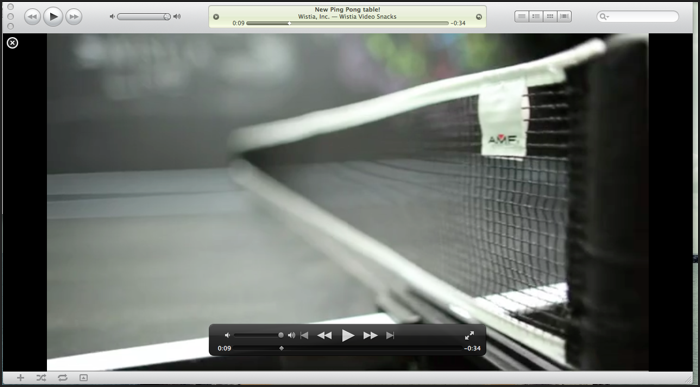 New Ping Pong table!
Wistia, Inc. — Wistia Video Snacks
0:09
-0:34
AMF
0:09
-0:34